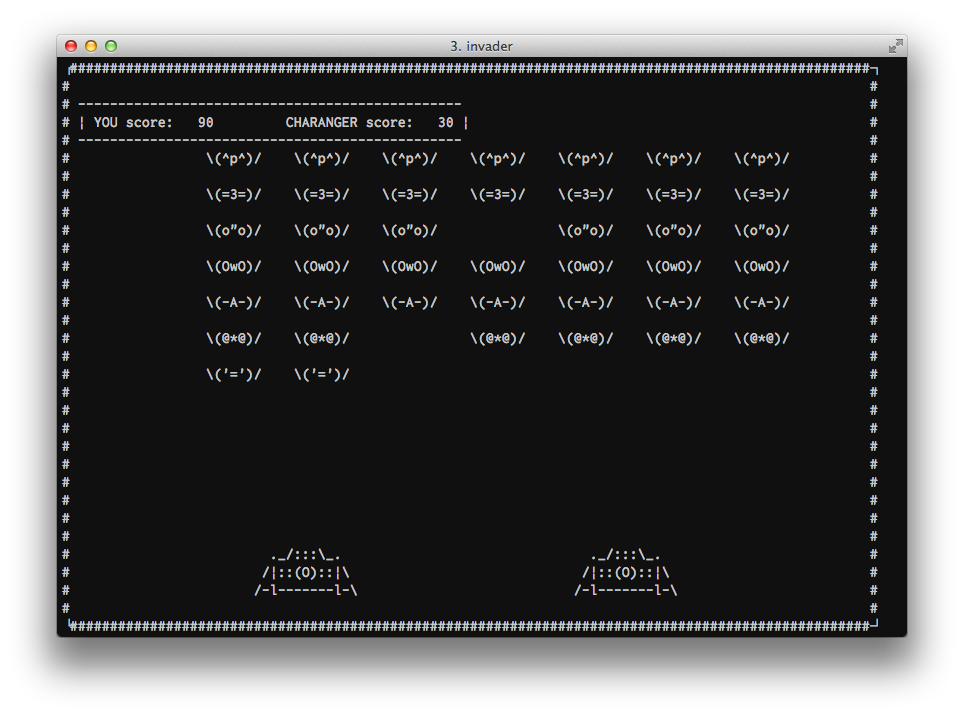 3. invader
┌####################################################################################################┐
#                                                                                                    #
# ------------------------------------------------                                                   #
# | YOU score:   90         CHARANGER score:   30 |                                                  #
# ------------------------------------------------                                                   #
#                 \(^p^)/    \(^p^)/    \(^p^)/    \(^p^)/    \(^p^)/    \(^p^)/    \(^p^)/          #
#                                                                                                    #
#                 \(=3=)/    \(=3=)/    \(=3=)/    \(=3=)/    \(=3=)/    \(=3=)/    \(=3=)/          #
#                                                                                                    #
#                 \(o"o)/    \(o"o)/    \(o"o)/               \(o"o)/    \(o"o)/    \(o"o)/          #
#                                                                                                    #
#                 \(OwO)/    \(OwO)/    \(OwO)/    \(OwO)/    \(OwO)/    \(OwO)/    \(OwO)/          #
#                                                                                                    #
#                 \(-A-)/    \(-A-)/    \(-A-)/    \(-A-)/    \(-A-)/    \(-A-)/    \(-A-)/          #
#                                                                                                    #
#                 \(@*@)/    \(@*@)/               \(@*@)/    \(@*@)/    \(@*@)/    \(@*@)/          #
#                                                                                                    #
#                 \('=')/    \('=')/                                                                 #
#                                                                                                    #
#                                                                                                    #
#                                                                                                    #
#                                                                                                    #
#                                                                                                    #
#                                                                                                    #
#                                                                                                    #
#                                                                                                    #
#                                                                                                    #
#                         ._/:::\_.                               ._/:::\_.                          #
#                        /|::(O)::|\                             /|::(O)::|\                         #
#                       /-l-------l-\                           /-l-------l-\                        #
#                                                                                                    #
└####################################################################################################┘